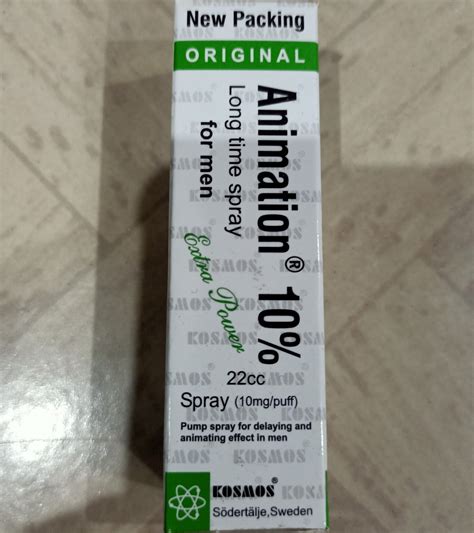 New Packing
ORIGINAL
Animation® 10%
Long time spray
for men
Extra Power
22cc
Spray (10mg/puff)
Pump spray for delaying and
animating effect in men
KOSMOS®
Södertälje,Sweden